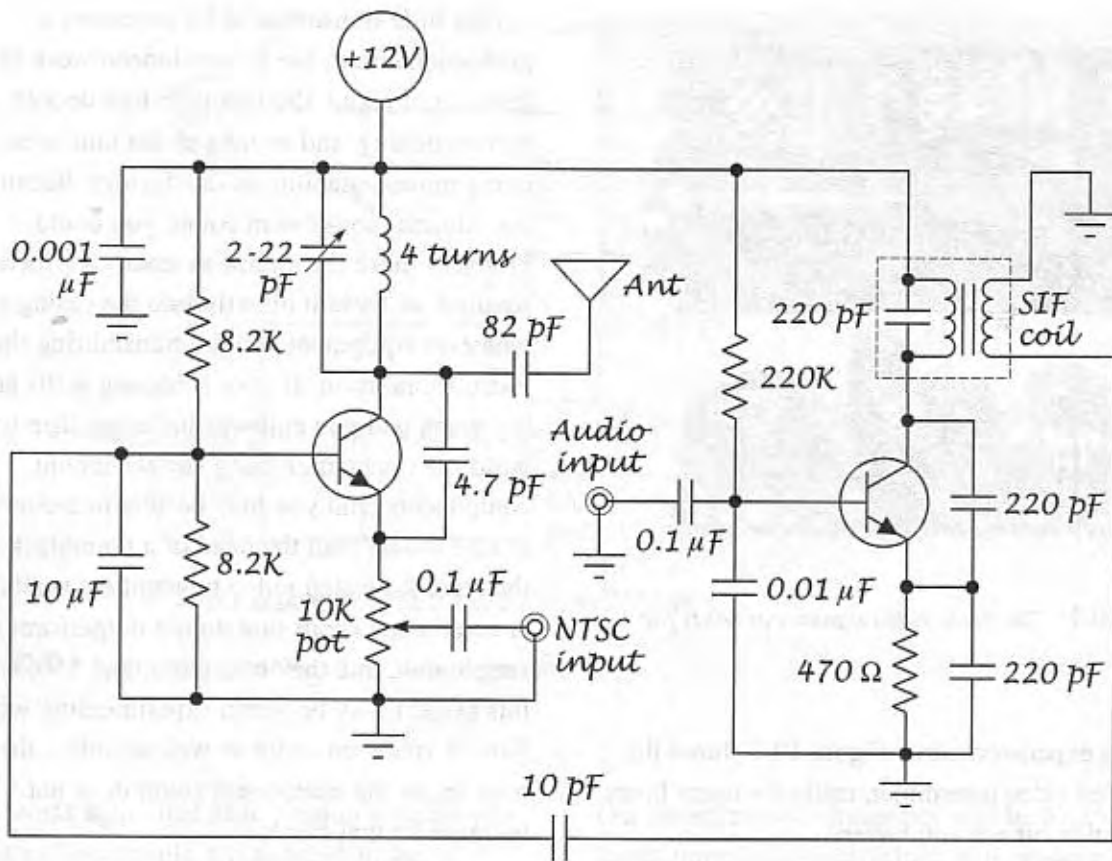 +12V
0.001
µF
2-22
pF
4 turns
8.2K
82 pF
Ant
4.7 pF
Audio
input
0.1 µF
220 pF
SIF
coil
220K
220 pF
8.2K
10 µF
10K
pot
0.1 µF
NTSC
input
0.01 µF
470 Ω
220 pF
10 pF